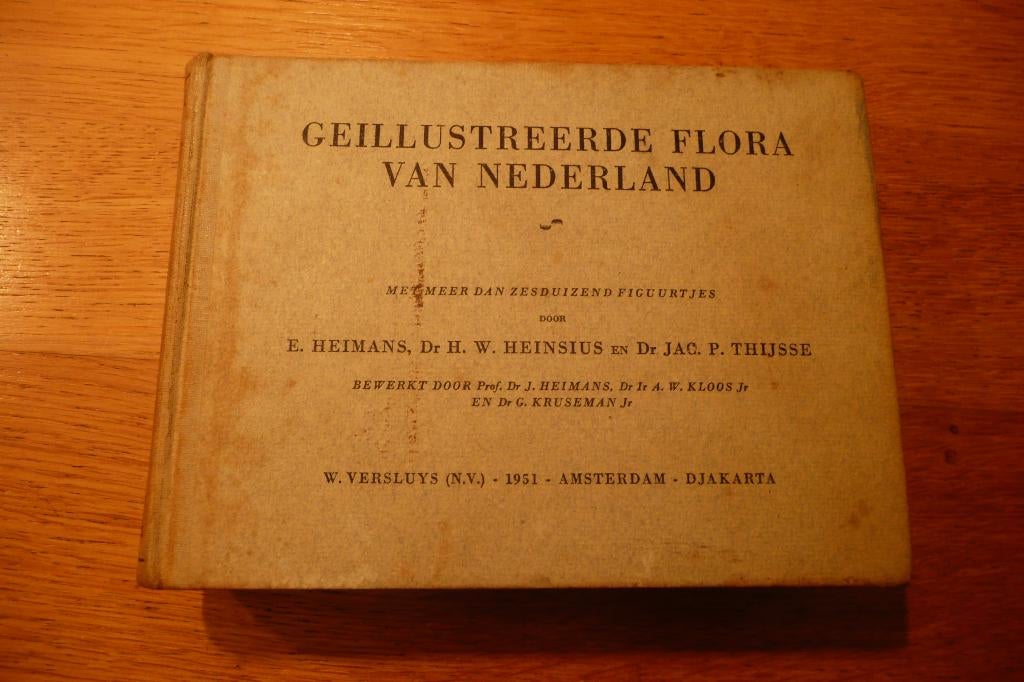 GEILLUSTREERDE FLORA
VAN NEDERLAND
MET MEER DAN ZESDUIZEND FIGUURTJES
DOOR
E. HEIMANS, Dr H. W. HEINSIUS EN Dr JAC. P. THIJSSE
BEWERKT DOOR Prof. Dr J. HEIMANS, Dr Ir A. W. KLOOS Jr
EN Dr G. KRUSEMAN Jr
W. VERSLUYS (N.V.) - 1951 - AMSTERDAM - DJAKARTA